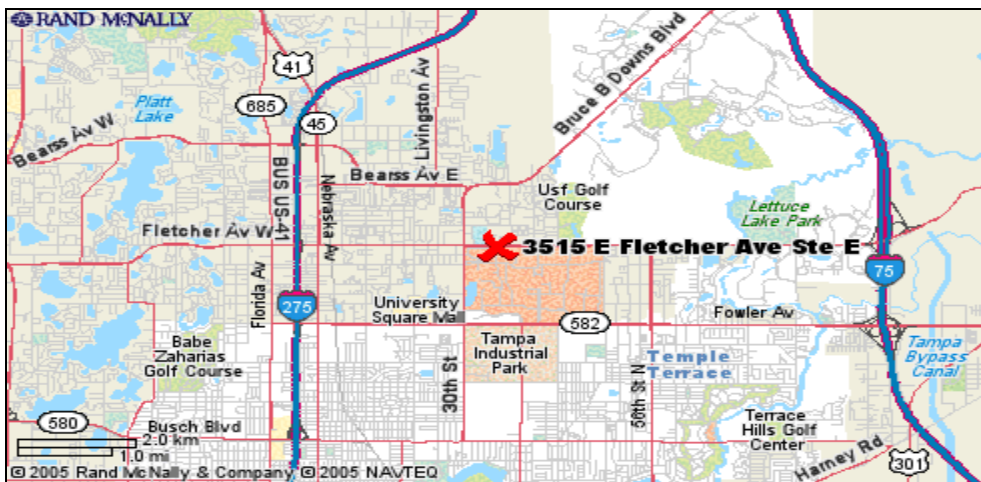 RAND McNALLY
41
Platt
Lake
685
45
Livingston Av
Bruce B Downs Blvd
Bearss Av W
BUS US-41
Nebraska Av
Bearss Av E
Usf Golf
Course
Lettuce
Lake Park
Fletcher Av W
3515 E Fletcher Ave Ste E
75
Florida Av
275
University
Square Mall
582
Fowler Av
Babe
Zaharias
Golf Course
30th St
Tampa
Industrial
Park
Temple
Terrace
56th St N
Tampa
Bypass
Canal
580
Busch Blvd
Terrace
Hills Golf
Center
Harney Rd
301
2.0 km
1.0 mi
© 2005 Rand McNally & Company © 2005 NAVTEQ